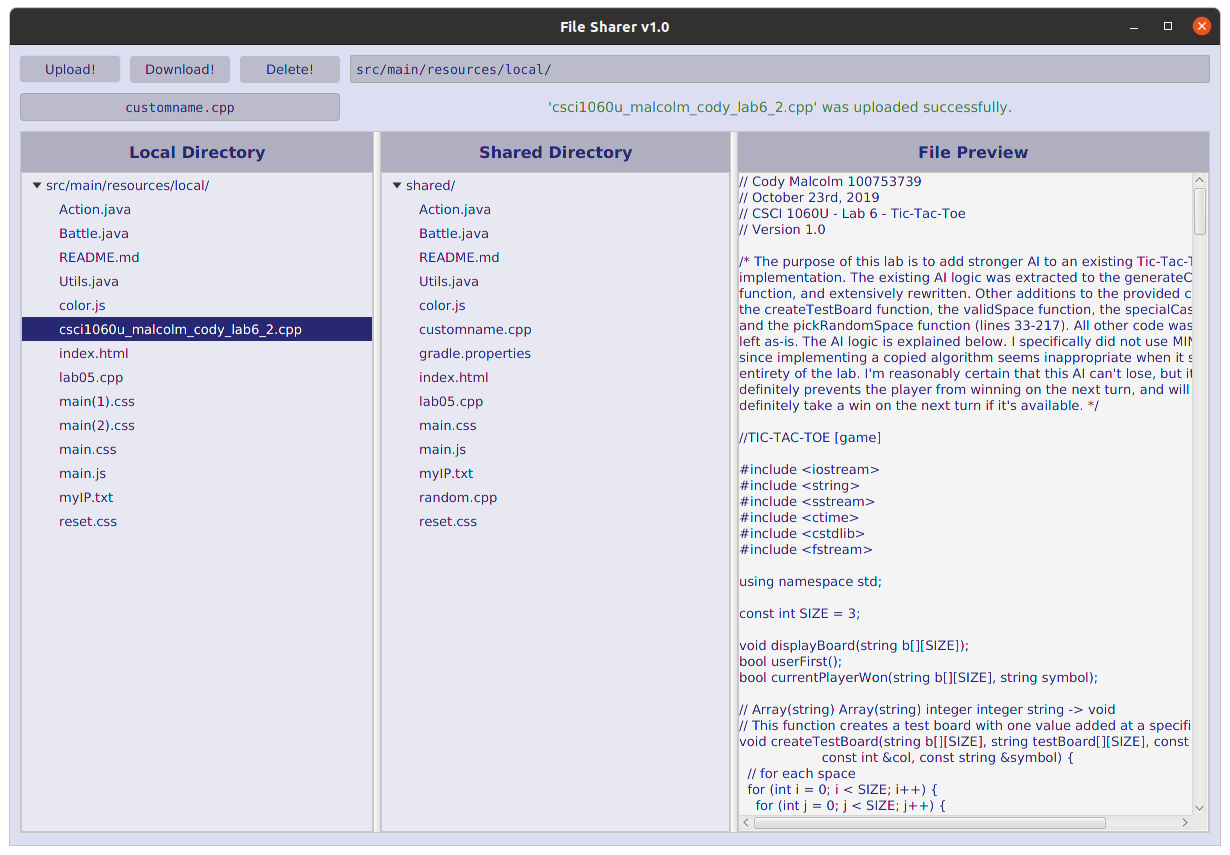 File Sharer v1.0
Upload!
Download!
Delete!
src/main/resources/local/
customname.cpp
'csci1060u_malcolm_cody_lab6_2.cpp' was uploaded successfully.
Local Directory
src/main/resources/local/
Action.java
Battle.java
README.md
Utils.java
color.js
csci1060u_malcolm_cody_lab6_2.cpp
index.html
lab05.cpp
main(1).css
main(2).css
main.css
main.js
myIP.txt
reset.css
Shared Directory
shared/
Action.java
Battle.java
README.md
Utils.java
color.js
customname.cpp
gradle.properties
index.html
lab05.cpp
main.css
main.js
myIP.txt
random.cpp
reset.css
File Preview
// Cody Malcolm 100753739
// October 23rd, 2019
// CSCI 1060U - Lab 6 - Tic-Tac-Toe
// Version 1.0
/* The purpose of this lab is to add stronger AI to an existing Tic-Tac-T
implementation. The existing AI logic was extracted to the generateC
function, and extensively rewritten. Other additions to the provided c
the createTestBoard function, the validSpace function, the specialCas
and the pickRandomSpace function (lines 33-217). All other code was
left as-is. The AI logic is explained below. I specifically did not use MIN
since implementing a copied algorithm seems inappropriate when it s
entirety of the lab. I'm reasonably certain that this AI can't lose, but it
definitely prevents the player from winning on the next turn, and will
definitely take a win on the next turn if it's available. */
//TIC-TAC-TOE [game]
#include <iostream>
#include <string>
#include <sstream>
#include <ctime>
#include <cstdlib>
#include <fstream>
using namespace std;
const int SIZE = 3;
void displayBoard(string b[][SIZE]);
bool userFirst();
bool currentPlayerWon(string b[][SIZE], string symbol);
// Array(string) Array(string) integer integer string -> void
// This function creates a test board with one value added at a specifi
void createTestBoard(string b[][SIZE], string testBoard[][SIZE], const
const int &col, const string &symbol) {
// for each space
for (int i = 0; i < SIZE; i++) {
for (int j = 0; j < SIZE; j++) {